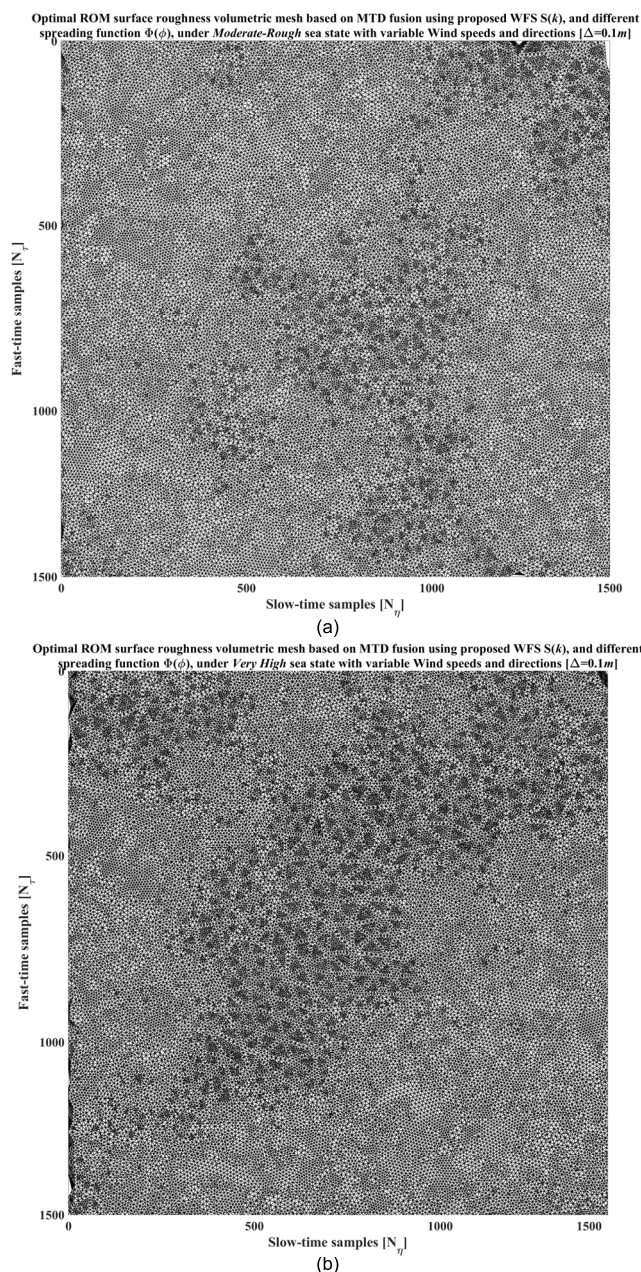 Optimal ROM surface roughness volumetric mesh based on MTD fusion using proposed WFS S(k), and different
spreading function Φ(ϕ), under Moderate-Rough sea state with variable Wind speeds and directions [Δ=0.1m]
0
500
1000
1500
Fast-time samples [N_τ]
0
500
1000
1500
Slow-time samples [N_η]
(a)
Optimal ROM surface roughness volumetric mesh based on MTD fusion using proposed WFS S(k), and different
spreading function Φ(ϕ), under Very High sea state with variable Wind speeds and directions [Δ=0.1m]
0
500
1000
1500
Fast-time samples [N_τ]
0
500
1000
1500
Slow-time samples [N_η]
(b)